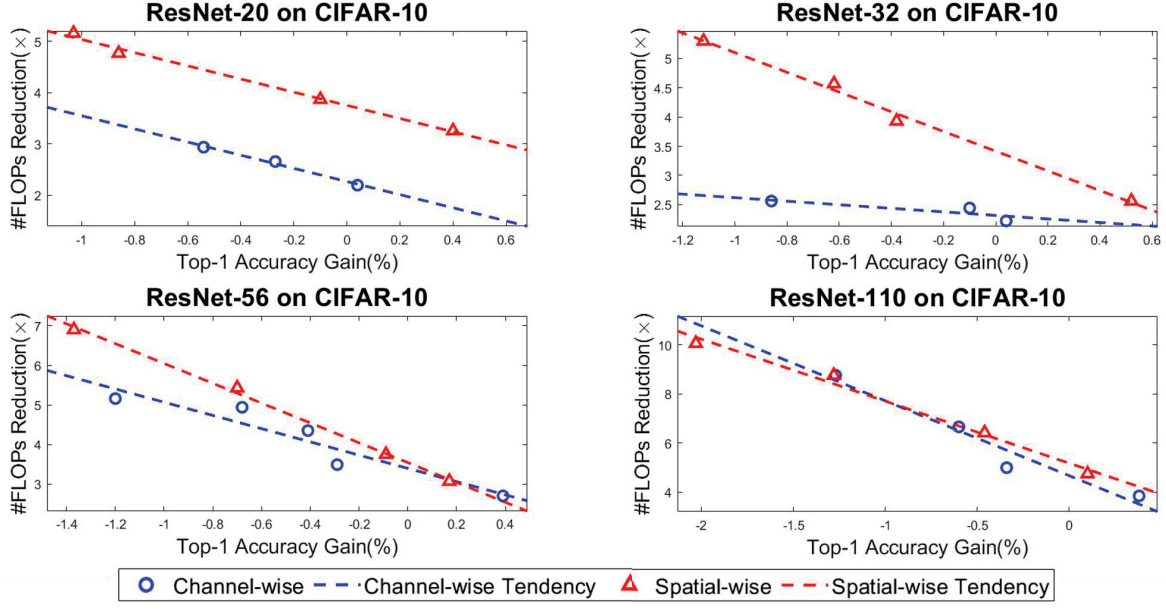 ResNet-20 on CIFAR-10
#FLOPs Reduction(×)
5
4
3
2
-1 -0.8 -0.6 -0.4 -0.2 0 0.2 0.4 0.6
Top-1 Accuracy Gain(%)
ResNet-32 on CIFAR-10
#FLOPs Reduction(×)
5
4.5
4
3.5
3
2.5
-1.2 -1 -0.8 -0.6 -0.4 -0.2 0 0.2 0.4 0.6
Top-1 Accuracy Gain(%)
ResNet-56 on CIFAR-10
#FLOPs Reduction(×)
7
6
5
4
3
-1.4 -1.2 -1 -0.8 -0.6 -0.4 -0.2 0 0.2 0.4
Top-1 Accuracy Gain(%)
ResNet-110 on CIFAR-10
#FLOPs Reduction(×)
10
8
6
4
-2 -1.5 -1 -0.5 0
Top-1 Accuracy Gain(%)
Channel-wise Channel-wise Tendency Spatial-wise Spatial-wise Tendency